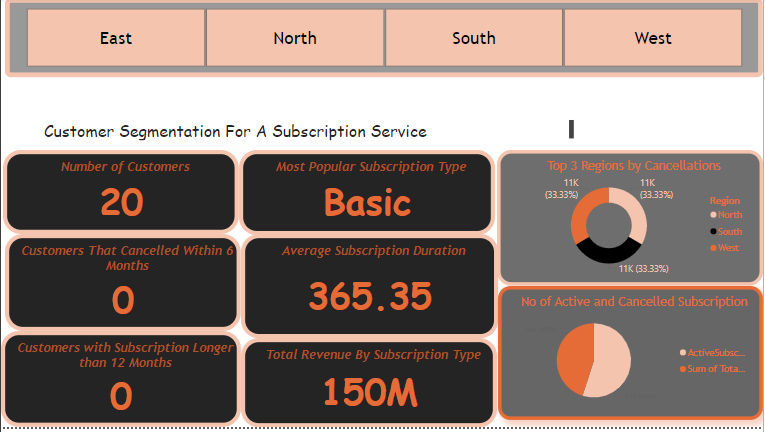 East
North
South
West
Customer Segmentation For A Subscription Service
Number of Customers
20
Most Popular Subscription Type
Basic
Top 3 Regions by Cancellations
11K
(33.33%)
11K
(33.33%)
11K (33.33%)
Region
North
South
West
Customers That Cancelled Within 6
Months
0
Average Subscription Duration
365.35
No of Active and Cancelled Subscription
ActiveSubsc...
Sum of Tota...
Customers with Subscription Longer
than 12 Months
0
Total Revenue By Subscription Type
150M